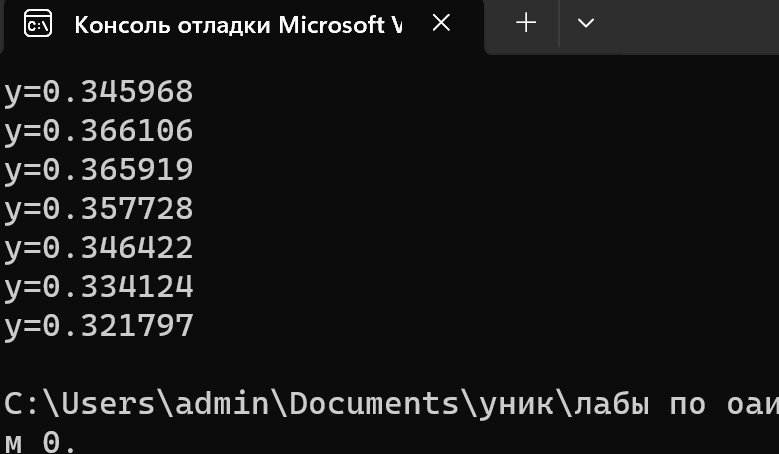 Консоль отладки Microsoft V
y=0.345968
y=0.366106
y=0.365919
y=0.357728
y=0.346422
y=0.334124
y=0.321797
C:\Users\admin\Documents\уник\лабы по оаи
м 0.